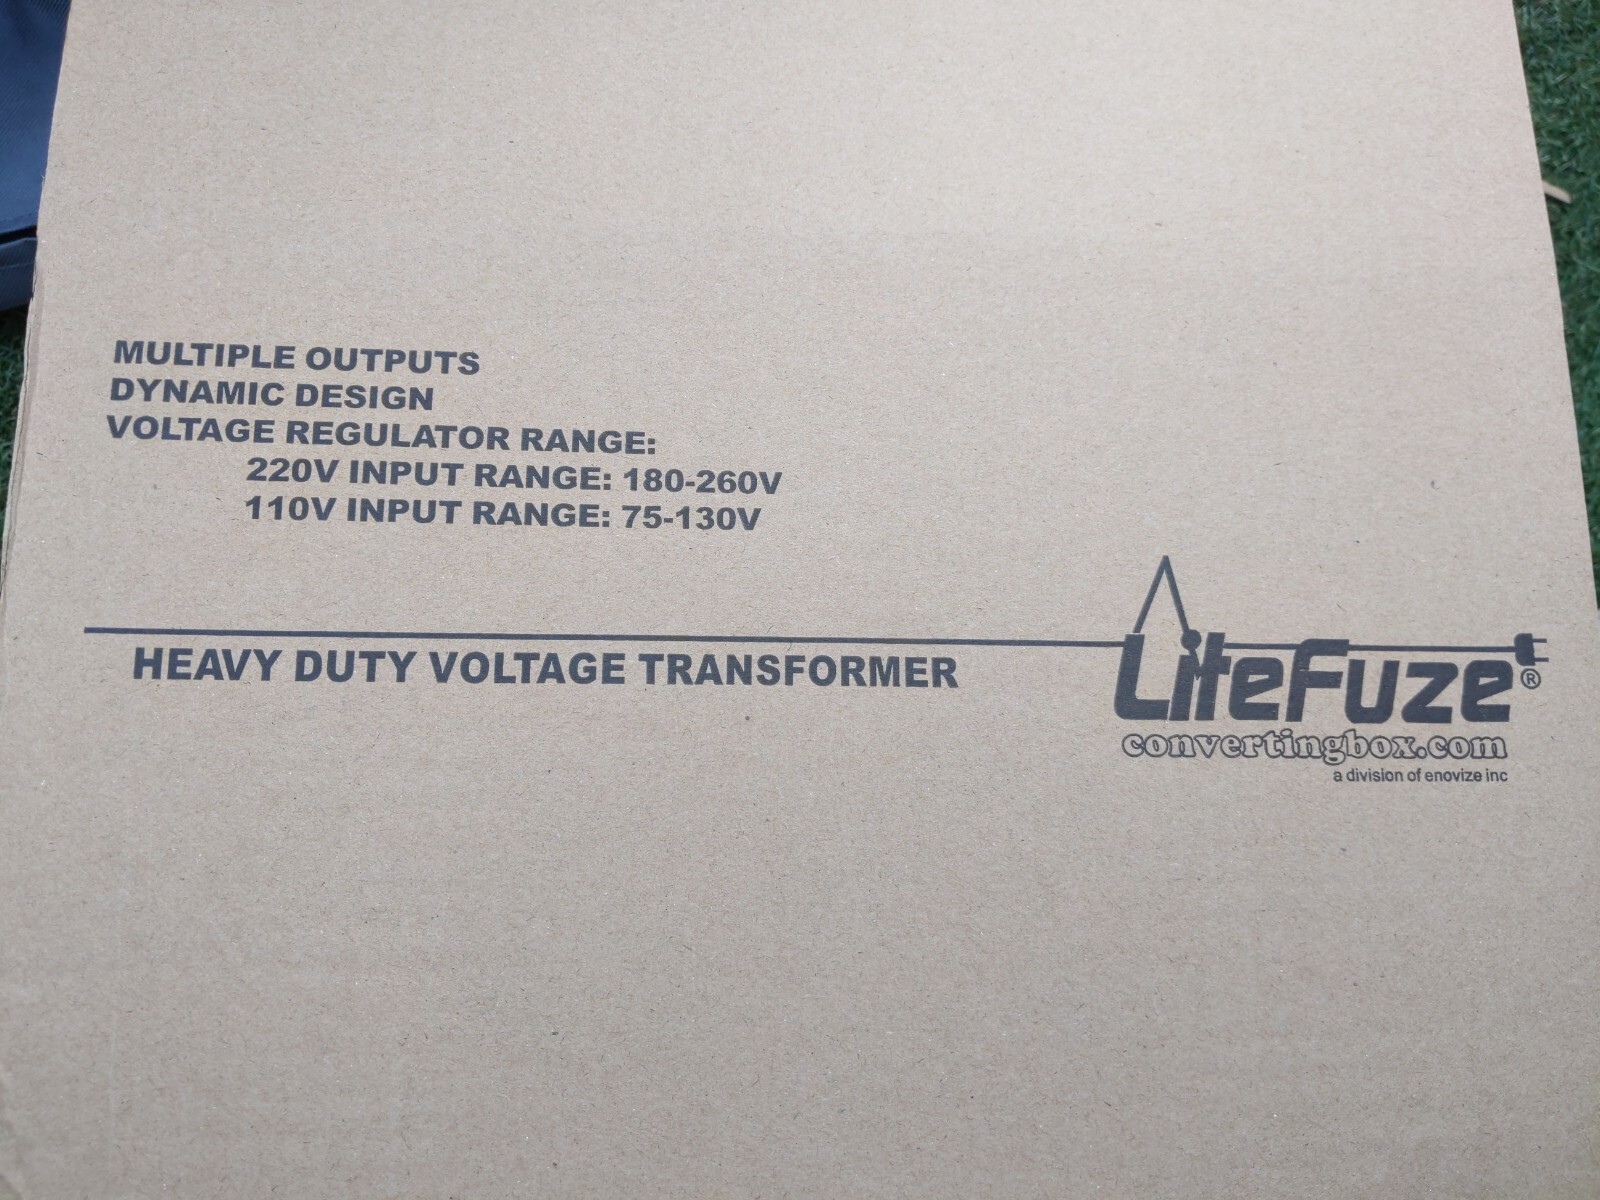 MULTIPLE OUTPUTS
DYNAMIC DESIGN
VOLTAGE REGULATOR RANGE:
220V INPUT RANGE: 180-260V
110V INPUT RANGE: 75-130V
HEAVY DUTY VOLTAGE TRANSFORMER
LiteFuze®
convertingbox.com
a division of enovize inc